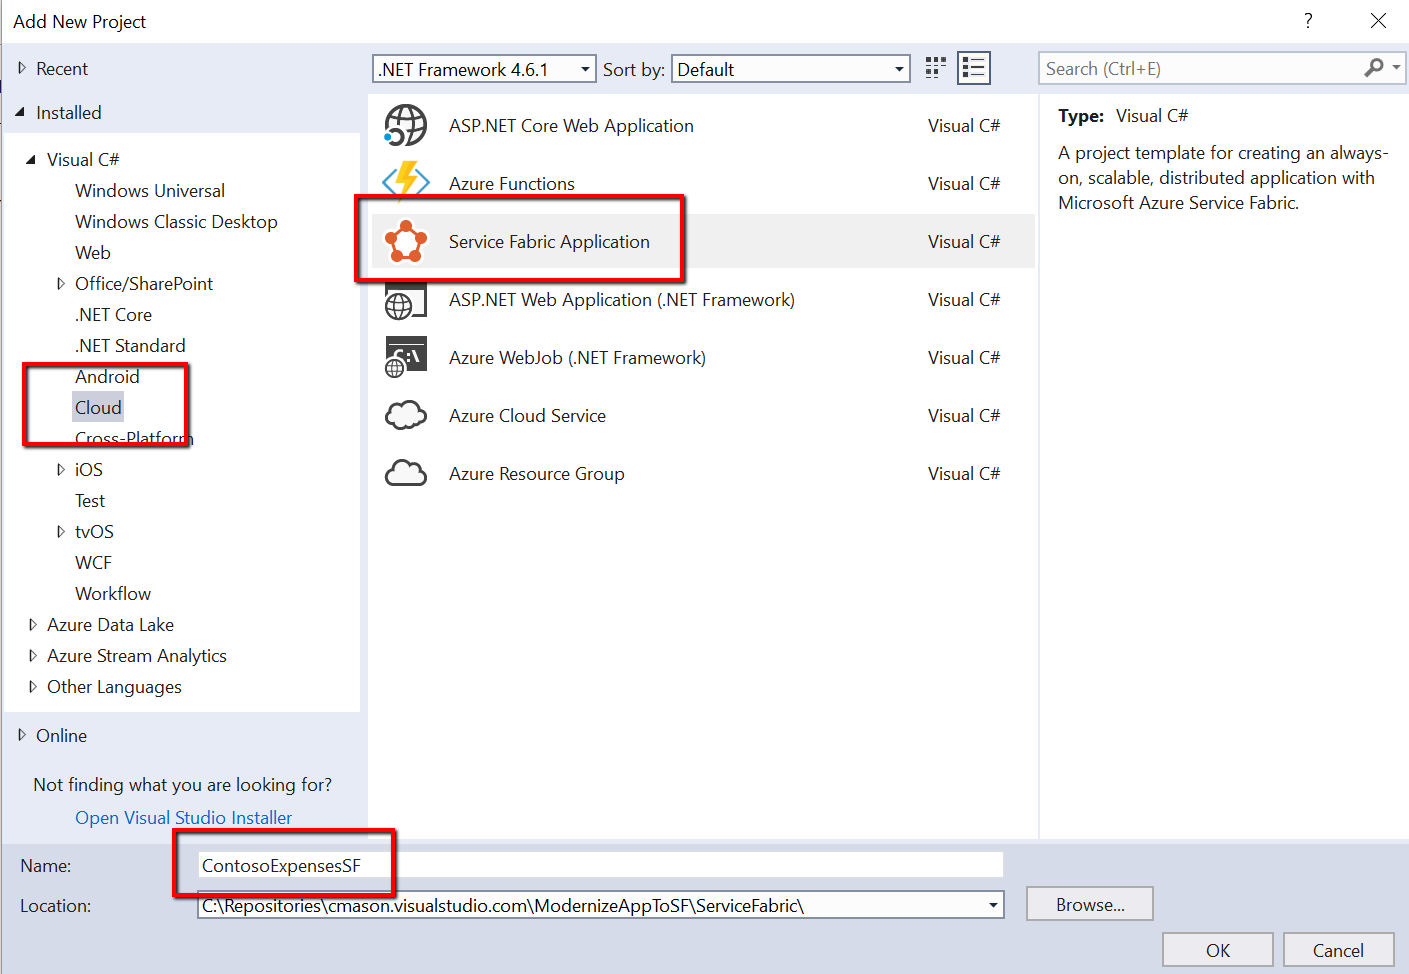 Add New Project
?
Recent
.NET Framework 4.6.1
Sort by:
Default
Search (Ctrl+E)
Installed
Visual C#
Windows Universal
Windows Classic Desktop
Web
Office/SharePoint
.NET Core
.NET Standard
Android
Cloud
Cross-Platform
iOS
Test
tvOS
WCF
Workflow
Azure Data Lake
Azure Stream Analytics
Other Languages
Online
Not finding what you are looking for?
Open Visual Studio Installer
ASP.NET Core Web Application Visual C#
Azure Functions Visual C#
Service Fabric Application Visual C#
ASP.NET Web Application (.NET Framework) Visual C#
Azure WebJob (.NET Framework) Visual C#
Azure Cloud Service Visual C#
Azure Resource Group Visual C#
Type: Visual C#
A project template for creating an always-
on, scalable, distributed application with
Microsoft Azure Service Fabric.
Name: ContosoExpensesSF
Location: C:\Repositories\cmason.visualstudio.com\ModernizeAppToSF\ServiceFabric\
Browse...
OK
Cancel